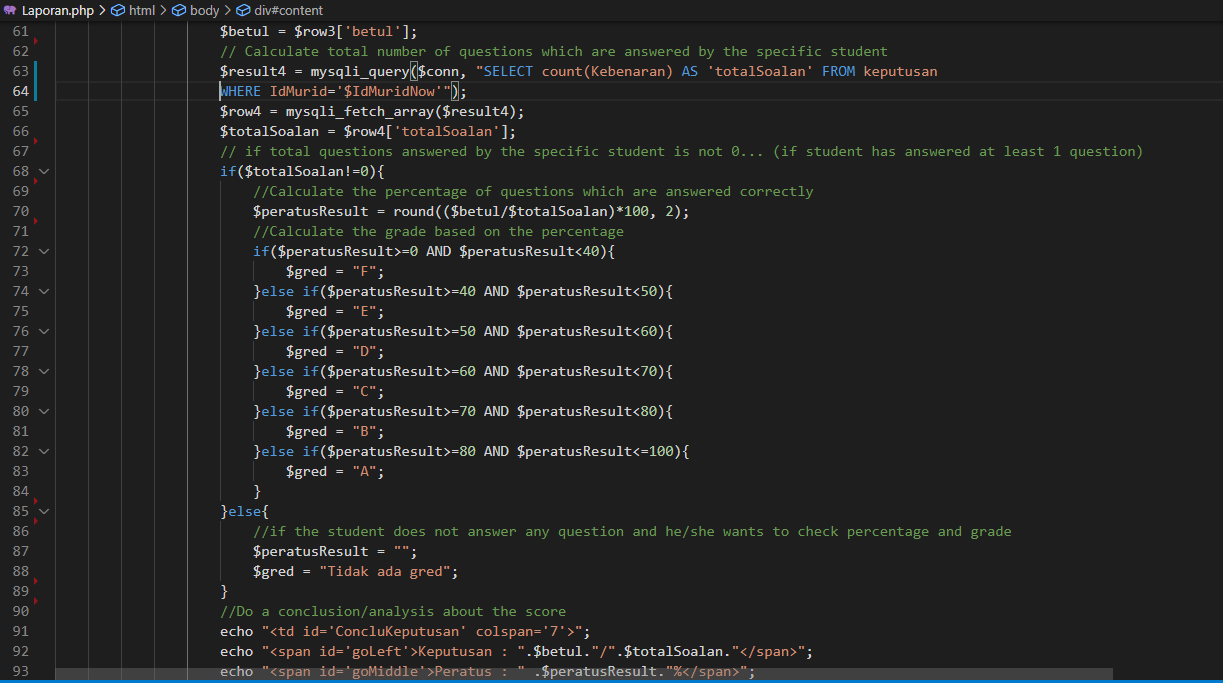 Laporan.php > html > body > div#content
61 $betul = $row3['betul'];
62 // Calculate total number of questions which are answered by the specific student
63 $result4 = mysqli_query($conn, "SELECT count(Kebenaran) AS 'totalSoalan' FROM keputusan
64 WHERE IdMurid='$IdMuridNow'");
65 $row4 = mysqli_fetch_array($result4);
66 $totalSoalan = $row4['totalSoalan'];
67 // if total questions answered by the specific student is not 0... (if student has answered at least 1 question)
68 if($totalSoalan!=0){
69 //Calculate the percentage of questions which are answered correctly
70 $peratusResult = round(($betul/$totalSoalan)*100, 2);
71 //Calculate the grade based on the percentage
72 if($peratusResult>=0 AND $peratusResult<40){
73 $gred = "F";
74 }else if($peratusResult>=40 AND $peratusResult<50){
75 $gred = "E";
76 }else if($peratusResult>=50 AND $peratusResult<60){
77 $gred = "D";
78 }else if($peratusResult>=60 AND $peratusResult<70){
79 $gred = "C";
80 }else if($peratusResult>=70 AND $peratusResult<80){
81 $gred = "B";
82 }else if($peratusResult>=80 AND $peratusResult<=100){
83 $gred = "A";
84 }
85 }else{
86 //if the student does not answer any question and he/she wants to check percentage and grade
87 $peratusResult = "";
88 $gred = "Tidak ada gred";
89 }
90 //Do a conclusion/analysis about the score
91 echo "<td id='ConcluKeputusan' colspan='7'>";
92 echo "<span id='goLeft'>Keputusan : ".$betul."/".$totalSoalan."</span>";
93 echo "<span id='goMiddle'>Peratus : " .$peratusResult."%</span>";